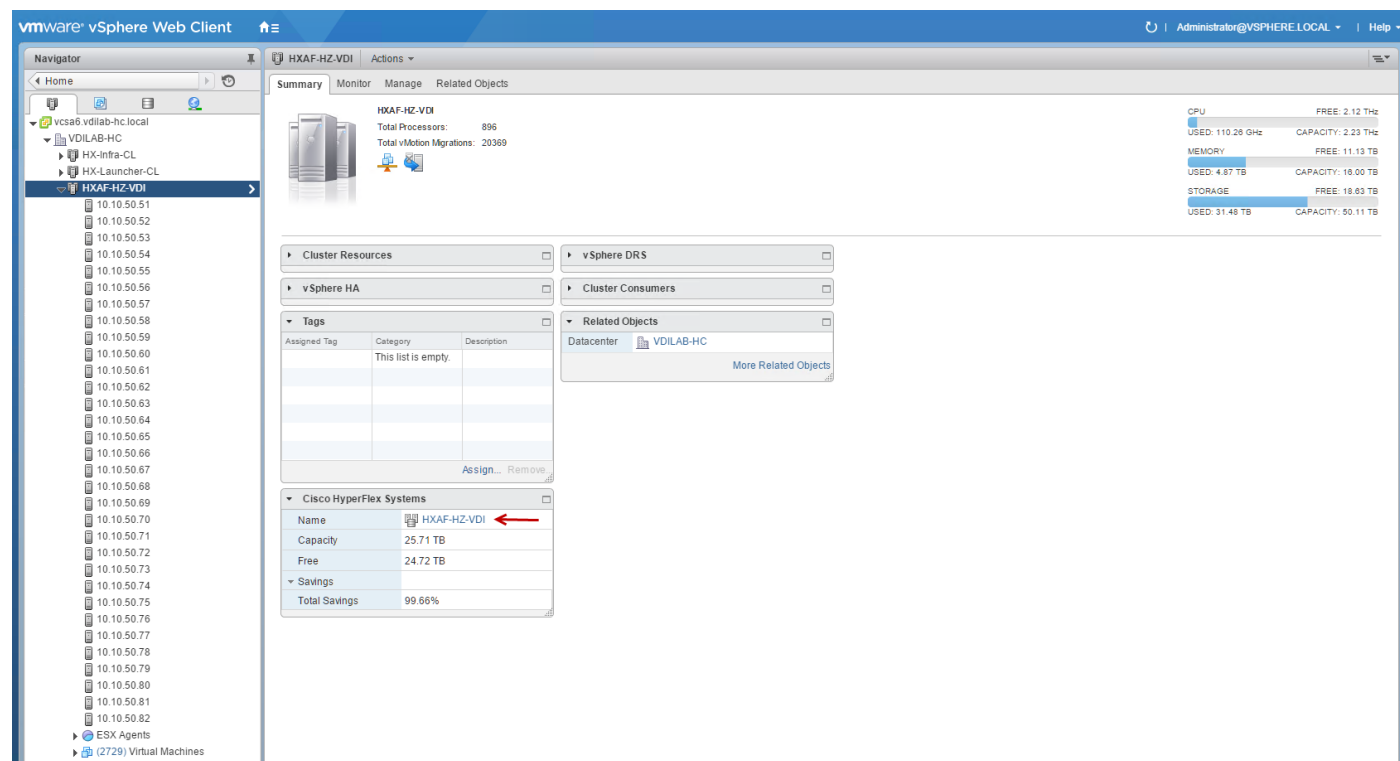 vmware® vSphere Web Client
Administrator@VSPHERE.LOCAL | Help
Navigator
Home
vcsa6.vdilab-hc.local
VDILAB-HC
HX-Infra-CL
HX-Launcher-CL
HXAF-HZ-VDI
10.10.50.51
10.10.50.52
10.10.50.53
10.10.50.54
10.10.50.55
10.10.50.56
10.10.50.57
10.10.50.58
10.10.50.59
10.10.50.60
10.10.50.61
10.10.50.62
10.10.50.63
10.10.50.64
10.10.50.65
10.10.50.66
10.10.50.67
10.10.50.68
10.10.50.69
10.10.50.70
10.10.50.71
10.10.50.72
10.10.50.73
10.10.50.74
10.10.50.75
10.10.50.76
10.10.50.77
10.10.50.78
10.10.50.79
10.10.50.80
10.10.50.81
10.10.50.82
ESX Agents
(2729) Virtual Machines
HXAF-HZ-VDI Actions
Summary Monitor Manage Related Objects
HXAF-HZ-VDI
Total Processors: 896
Total vMotion Migrations: 20369
CPU FREE: 2.12 THz
USED: 110.26 GHz CAPACITY: 2.23 THz
MEMORY FREE: 11.13 TB
USED: 4.87 TB CAPACITY: 16.00 TB
STORAGE FREE: 18.63 TB
USED: 31.48 TB CAPACITY: 50.11 TB
Cluster Resources
vSphere DRS
vSphere HA
Cluster Consumers
Tags
Assigned Tag Category Description
This list is empty.
Assign... Remove...
Related Objects
Datacenter VDILAB-HC
More Related Objects
Cisco HyperFlex Systems
Name HXAF-HZ-VDI
Capacity 25.71 TB
Free 24.72 TB
Savings
Total Savings 99.66%